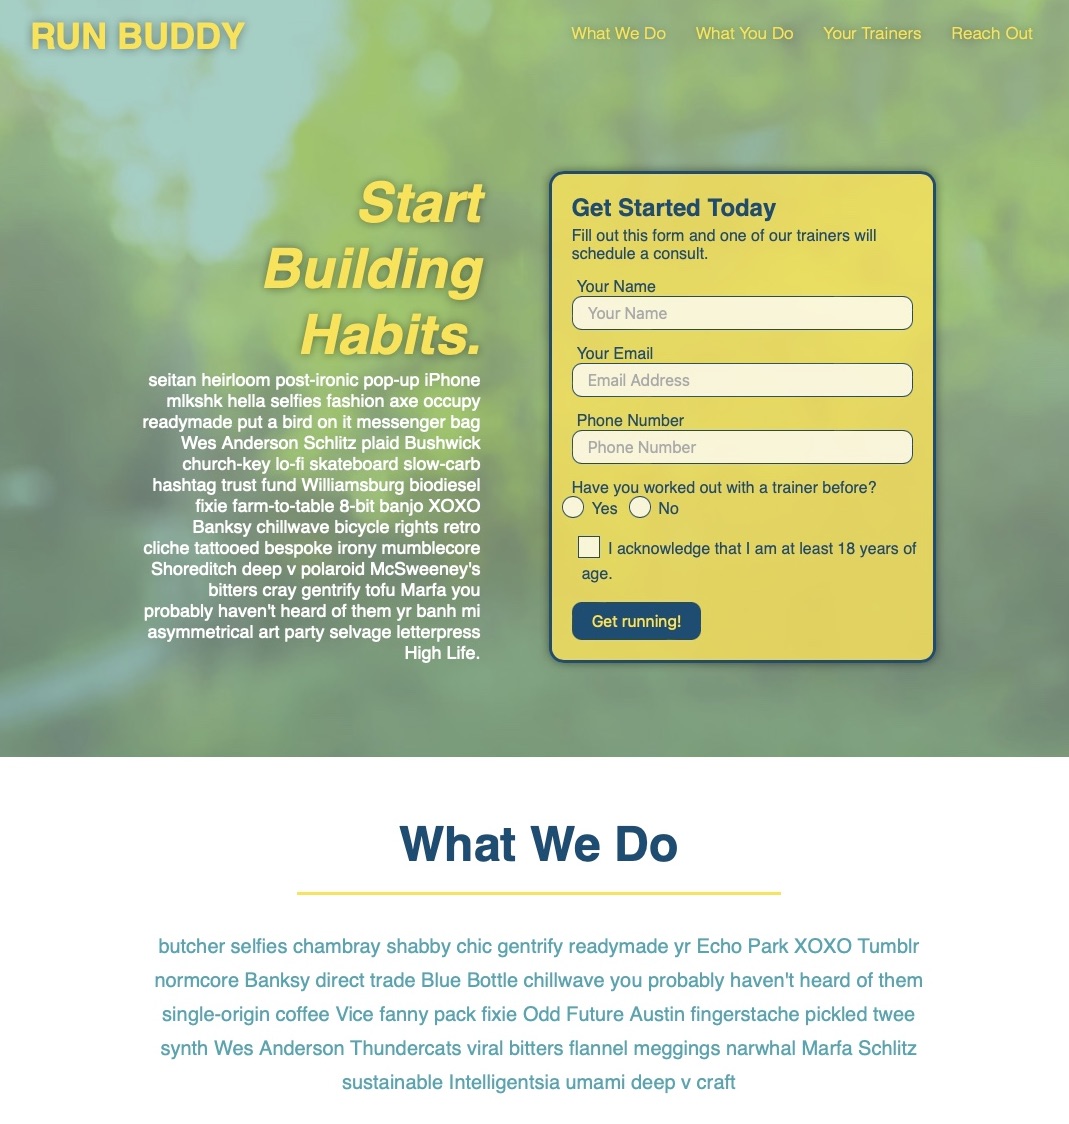 RUN BUDDY
What We Do
What You Do
Your Trainers
Reach Out
Start
Building
Habits.
seitan heirloom post-ironic pop-up iPhone
mlkshk hella selfies fashion axe occupy
readymade put a bird on it messenger bag
Wes Anderson Schlitz plaid Bushwick
church-key lo-fi skateboard slow-carb
hashtag trust fund Williamsburg biodiesel
fixie farm-to-table 8-bit banjo XOXO
Banksy chillwave bicycle rights retro
cliche tattooed bespoke irony mumblecore
Shoreditch deep v polaroid McSweeney's
bitters cray gentrify tofu Marfa you
probably haven't heard of them yr banh mi
asymmetrical art party selvage letterpress
High Life.
Get Started Today
Fill out this form and one of our trainers will
schedule a consult.
Your Name
Your Name
Your Email
Email Address
Phone Number
Phone Number
Have you worked out with a trainer before?
Yes No
I acknowledge that I am at least 18 years of
age.
Get running!
What We Do
butcher selfies chambray shabby chic gentrify readymade yr Echo Park XOXO Tumblr
normcore Banksy direct trade Blue Bottle chillwave you probably haven't heard of them
single-origin coffee Vice fanny pack fixie Odd Future Austin fingerstache pickled twee
synth Wes Anderson Thundercats viral bitters flannel meggings narwhal Marfa Schlitz
sustainable Intelligentsia umami deep v craft